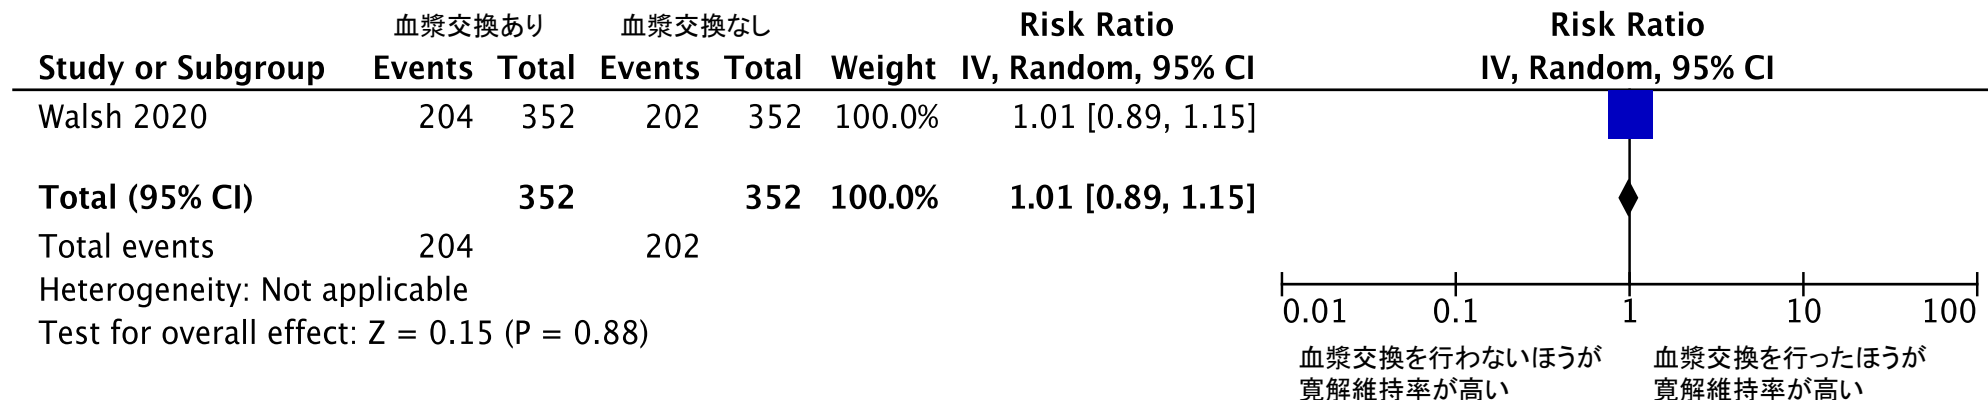 血漿交換あり 血漿交換なし Risk Ratio Risk Ratio
Study or Subgroup Events Total Events Total Weight IV, Random, 95% CI IV, Random, 95% CI
Walsh 2020 204 352 202 352 100.0% 1.01 [0.89, 1.15]
Total (95% CI) 352 352 100.0% 1.01 [0.89, 1.15]
Total events 204 202
Heterogeneity: Not applicable
Test for overall effect: Z = 0.15 (P = 0.88)
0.01 0.1 1 10 100
血漿交換を行わないほうが 血漿交換を行ったほうが
寛解維持率が高い 寛解維持率が高い